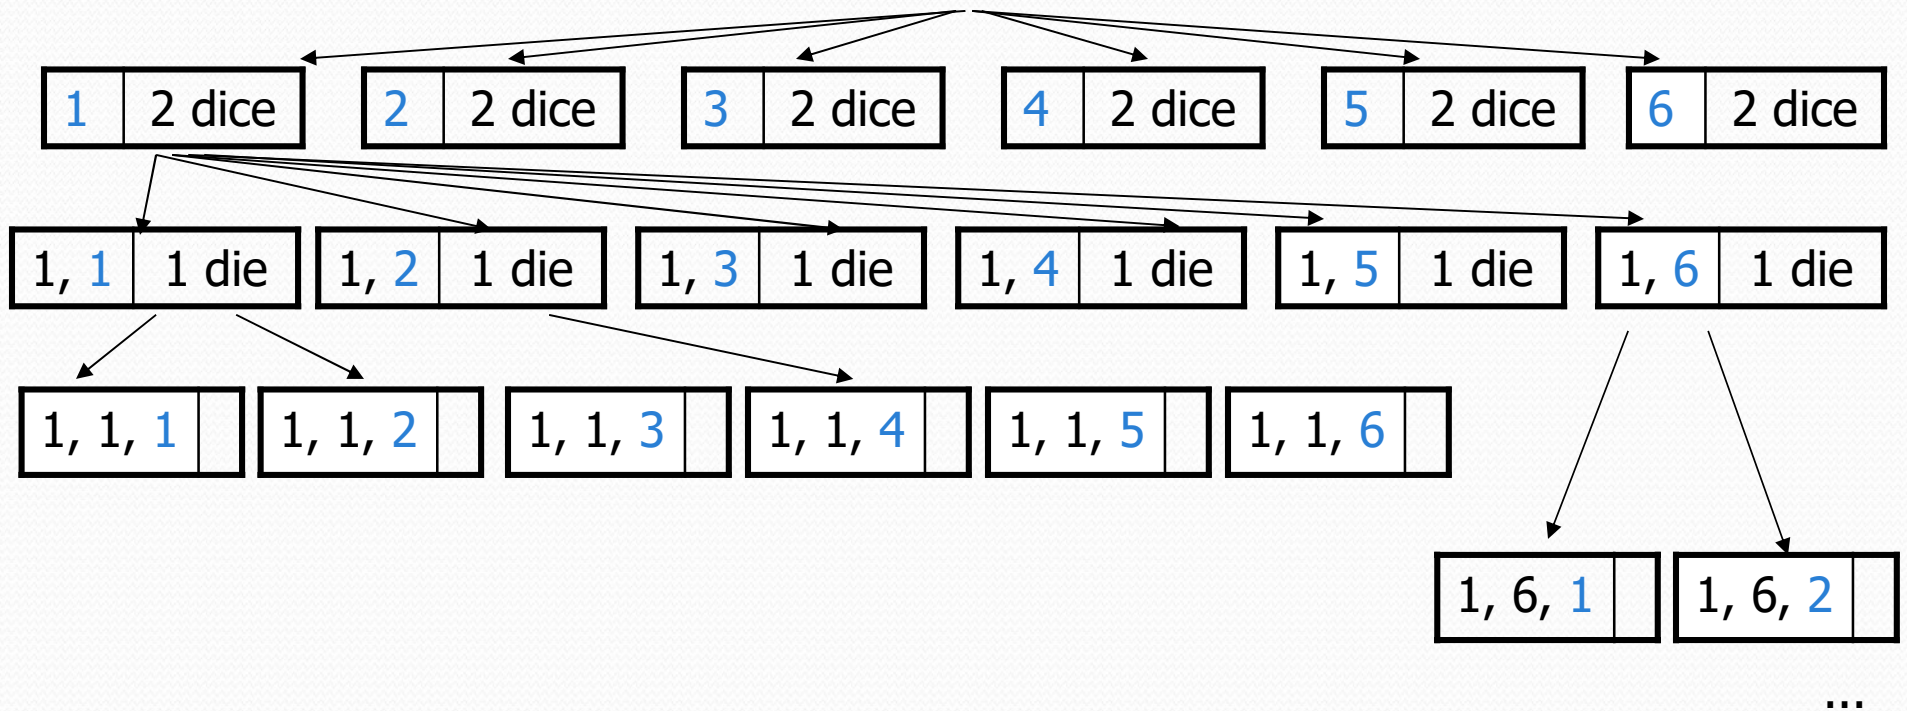 1 2 dice 2 2 dice 3 2 dice 4 2 dice 5 2 dice 6 2 dice
1, 1 1 die 1, 2 1 die 1, 3 1 die 1, 4 1 die 1, 5 1 die 1, 6 1 die
1, 1, 1 1, 1, 2 1, 1, 3 1, 1, 4 1, 1, 5 1, 1, 6
1, 6, 1 1, 6, 2
...